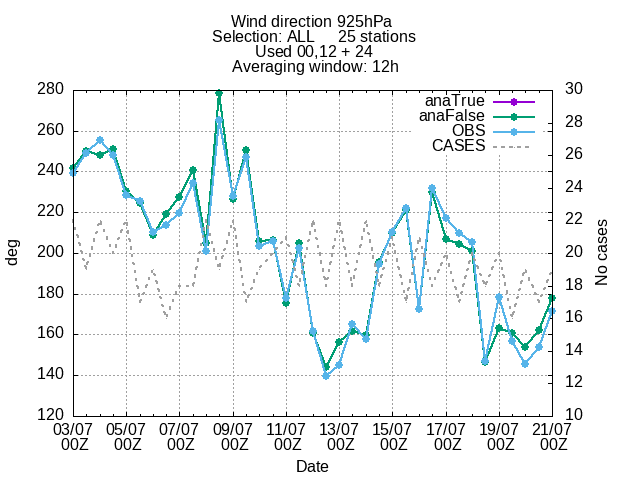 Wind direction 925hPa
Selection: ALL 25 stations
Used 00,12 + 24
Averaging window: 12h
280
260
240
220
200
180
160
140
120
deg
30
28
26
24
22
20
18
16
14
12
10
No cases
anaTrue
anaFalse
OBS
CASES
03/07 05/07 07/07 09/07 11/07 13/07 15/07 17/07 19/07 21/07
00Z 00Z 00Z 00Z 00Z 00Z 00Z 00Z 00Z 00Z
Date